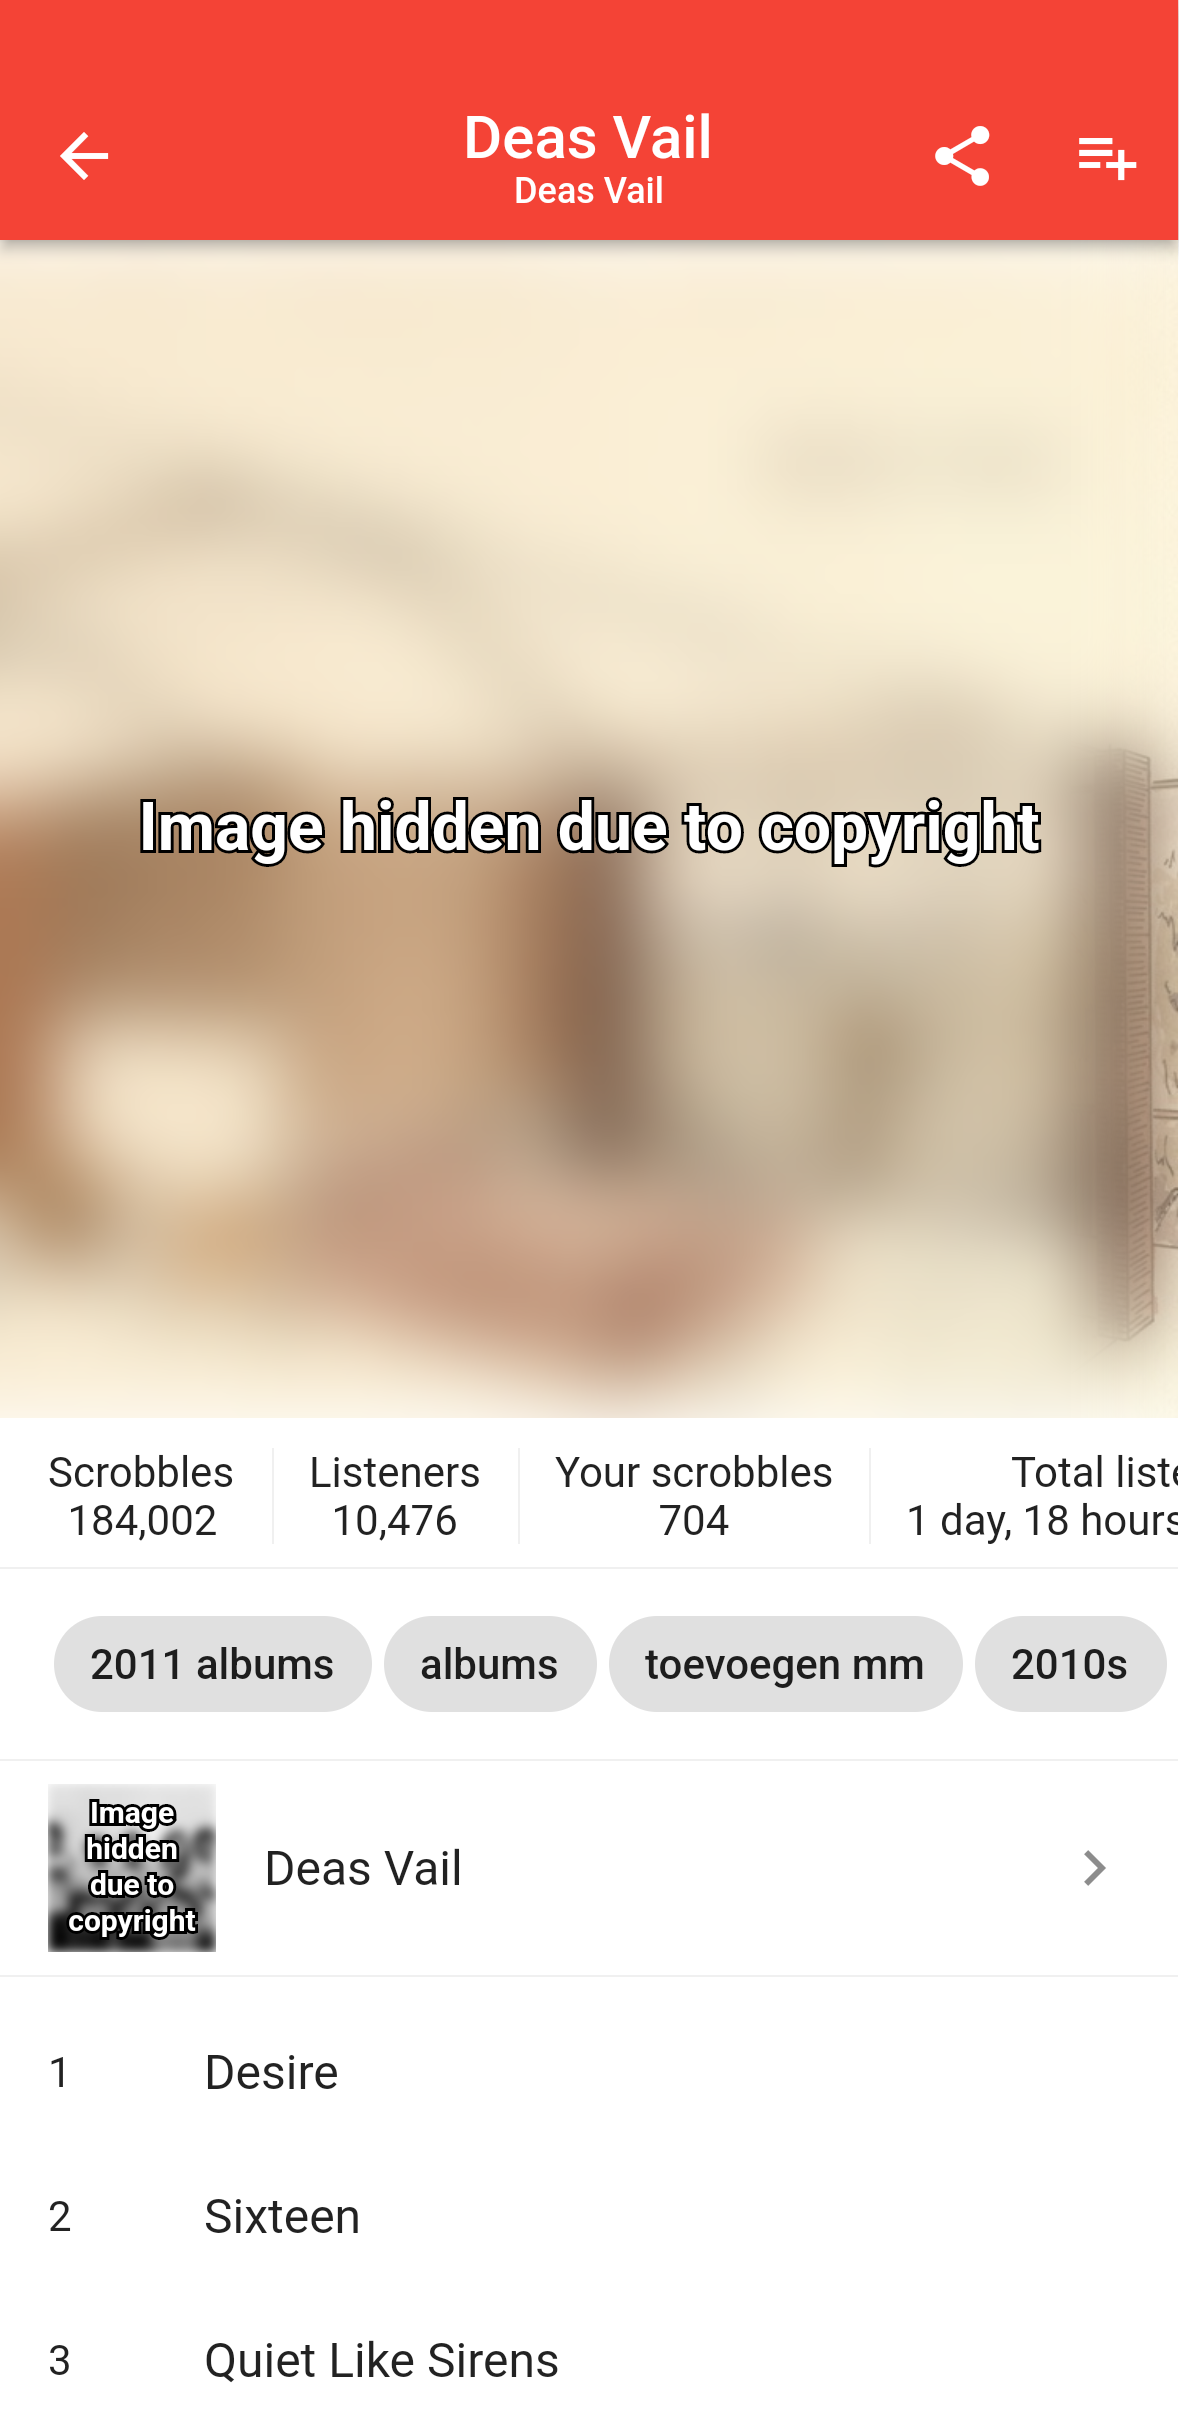 Deas Vail
Deas Vail
Image hidden due to copyright
Scrobbles
184,002
Listeners
10,476
Your scrobbles
704
Total liste
1 day, 18 hours
2011 albums
albums
toevoegen mm
2010s
Image
hidden
due to
copyright
Deas Vail
1 Desire
2 Sixteen
3 Quiet Like Sirens